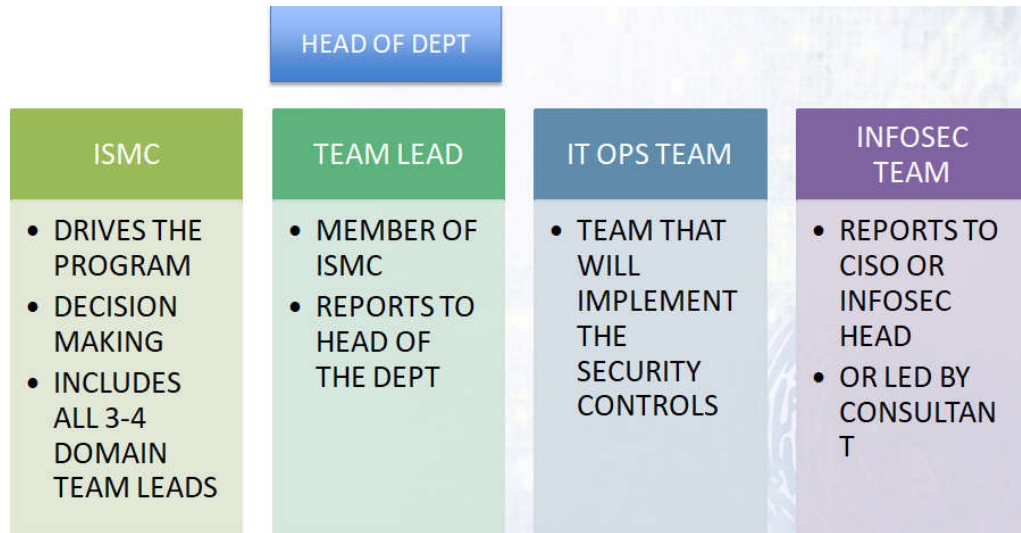 HEAD OF DEPT
ISMC
• DRIVES THE
PROGRAM
• DECISION
MAKING
• INCLUDES
ALL 3-4
DOMAIN
TEAM LEADS
TEAM LEAD
• MEMBER OF
ISMC
• REPORTS TO
HEAD OF
THE DEPT
IT OPS TEAM
• TEAM THAT
WILL
IMPLEMENT
THE
SECURITY
CONTROLS
INFOSEC
TEAM
• REPORTS TO
CISO OR
INFOSEC
HEAD
• OR LED BY
CONSULTAN
T